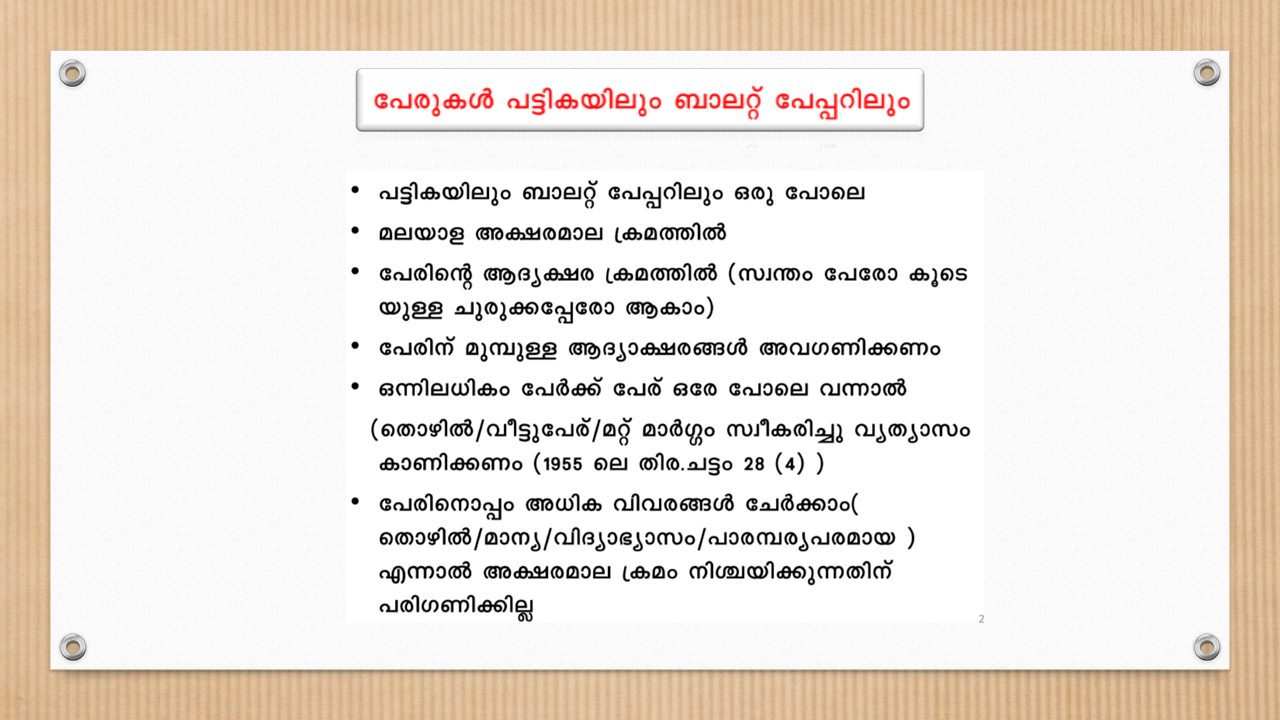 പേരുകൾ പട്ടികയിലും ബാലറ്റ് പേപ്പറിലും
• പട്ടികയിലും ബാലറ്റ് പേപ്പറിലും ഒരു പോലെ
• മലയാള അക്ഷരമാല ക്രമത്തിൽ
• പേരിന്റെ ആദ്യക്ഷര ക്രമത്തിൽ (സ്വന്തം പേരോ കൂടെ
യുള്ള ചുരുക്കപ്പേരോ ആകാം)
• പേരിന് മുമ്പുള്ള ആദ്യാക്ഷരങ്ങൾ അവഗണിക്കണം
• ഒന്നിലധികം പേർക്ക് പേര് ഒരേ പോലെ വന്നാൽ
(തൊഴിൽ/വീട്ടുപേര്/മറ്റ് മാർഗ്ഗം സ്വീകരിച്ചു വ്യത്യാസം
കാണിക്കണം (1955 ലെ തിര.ചട്ടം 28 (4) )
• പേരിനൊപ്പം അധിക വിവരങ്ങൾ ചേർക്കാം(
തൊഴിൽ/മാന്യ/വിദ്യാഭ്യാസം/പാരമ്പര്യപരമായ )
എന്നാൽ അക്ഷരമാല ക്രമം നിശ്ചയിക്കുന്നതിന്
പരിഗണിക്കില്ല
2